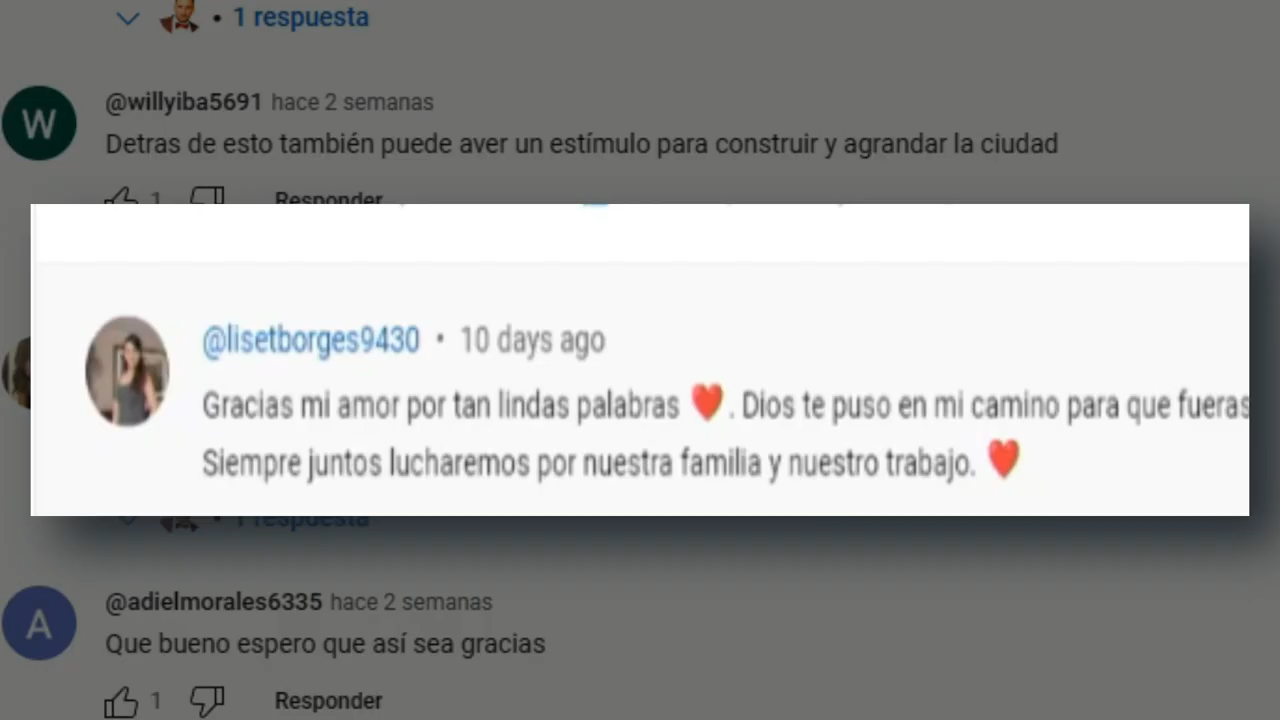 • 1 respuesta
W
@willyiba5691 hace 2 semanas
Detras de esto también puede aver un estímulo para construir y agrandar la ciudad
1 Responder
@lisetborges9430 • 10 days ago
Gracias mi amor por tan lindas palabras ❤️. Dios te puso en mi camino para que fueras
Siempre juntos lucharemos por nuestra familia y nuestro trabajo. ❤️
• 1 respuesta
A
@adielmorales6335 hace 2 semanas
Que bueno espero que así sea gracias
1 Responder